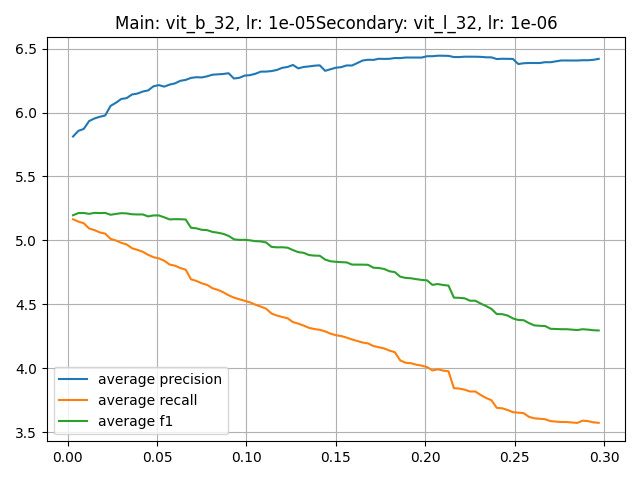 Main: vit_b_32, lr: 1e-05Secondary: vit_l_32, lr: 1e-06
6.5
6.0
5.5
5.0
4.5
4.0
3.5
average precision
average recall
average f1
0.00 0.05 0.10 0.15 0.20 0.25 0.30